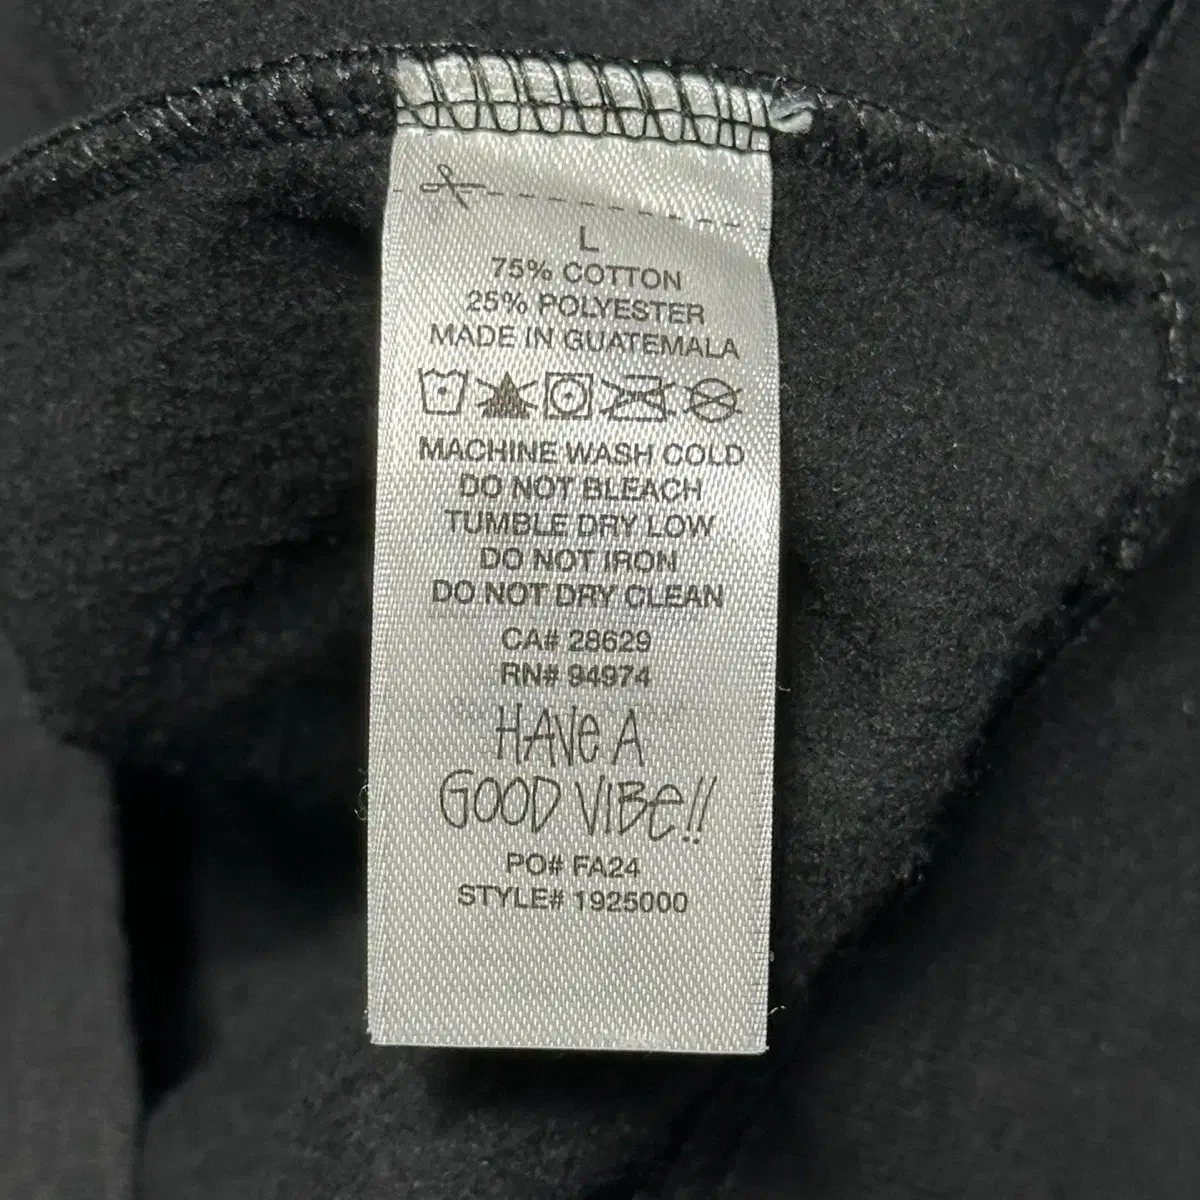 L
75% COTTON
25% POLYESTER
MADE IN GUATEMALA
MACHINE WASH COLD
DO NOT BLEACH
TUMBLE DRY LOW
DO NOT IRON
DO NOT DRY CLEAN
CA# 28629
RN# 94974
HAVe A
GOOD VIBe!!
PO# FA24
STYLE# 1925000